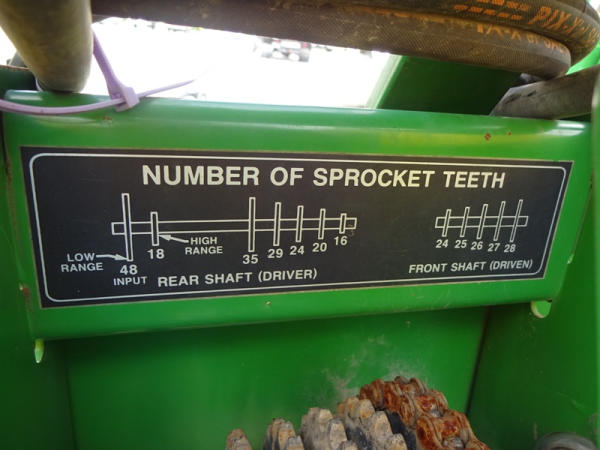 NUMBER OF SPROCKET TEETH
LOW
RANGE
48
INPUT
18
HIGH
RANGE
35 29 24 20 16
REAR SHAFT (DRIVER)
24 25 26 27 28
FRONT SHAFT (DRIVEN)